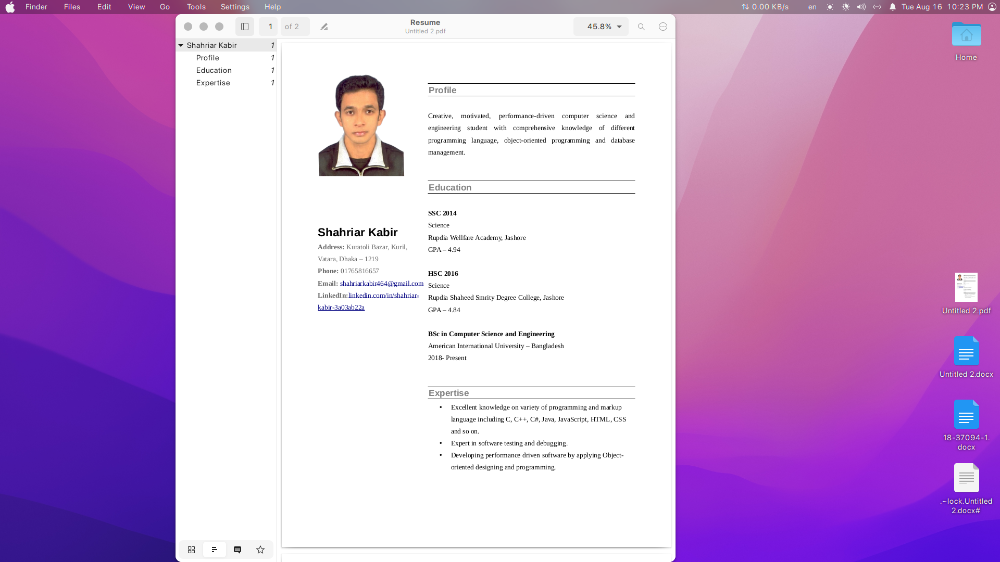 Finder Files Edit View Go Tools Settings Help
0.00 KB/s en Tue Aug 16 10:23 PM
1 of 2
Resume
Untitled 2.pdf
45.8%
Shahriar Kabir 1
Profile 1
Education 1
Expertise 1
Shahriar Kabir
Address: Kuratoli Bazar, Kuril,
Vatara, Dhaka – 1219
Phone: 01765816657
Email: shahriarkabir464@gmail.com
LinkedIn:linkedin.com/in/shahriar-
kabir-3a03ab22a
Profile
Creative, motivated, performance-driven computer science and
engineering student with comprehensive knowledge of different
programming language, object-oriented programming and database
management.
Education
SSC 2014
Science
Rupdia Wellfare Academy, Jashore
GPA – 4.94
HSC 2016
Science
Rupdia Shaheed Smrity Degree College, Jashore
GPA – 4.84
BSc in Computer Science and Engineering
American International University – Bangladesh
2018- Present
Expertise
• Excellent knowledge on variety of programming and markup
language including C, C++, C#, Java, JavaScript, HTML, CSS
and so on.
• Expert in software testing and debugging.
• Developing performance driven software by applying Object-
oriented designing and programming.
Home
Untitled 2.pdf
Untitled 2.docx
18-37094-1.
docx
.~lock.Untitled
2.docx#